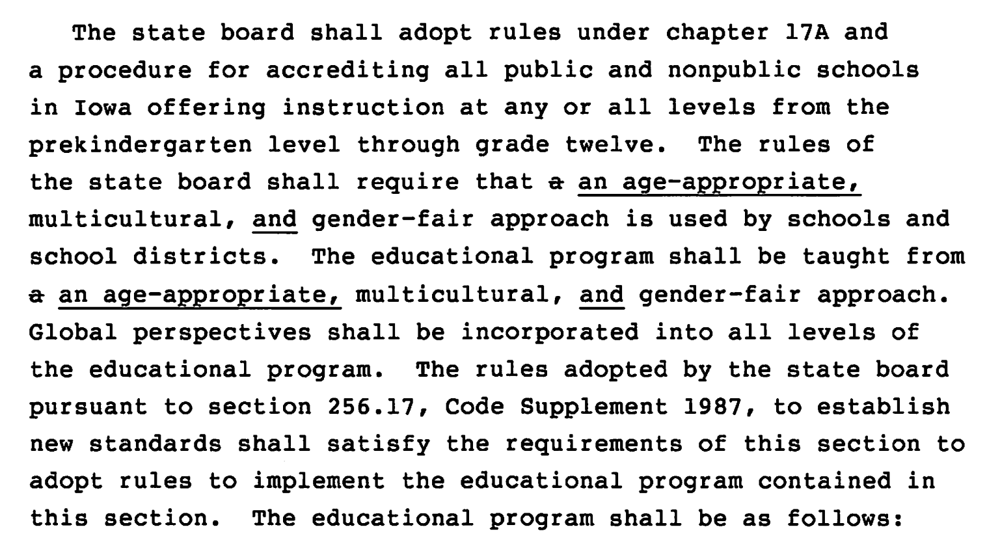 The state board shall adopt rules under chapter 17A and
a procedure for accrediting all public and nonpublic schools
in Iowa offering instruction at any or all levels from the
prekindergarten level through grade twelve. The rules of
the state board shall require that a an age-appropriate,
multicultural, and gender-fair approach is used by schools and
school districts. The educational program shall be taught from
a an age-appropriate, multicultural, and gender-fair approach.
Global perspectives shall be incorporated into all levels of
the educational program. The rules adopted by the state board
pursuant to section 256.17, Code Supplement 1987, to establish
new standards shall satisfy the requirements of this section to
adopt rules to implement the educational program contained in
this section. The educational program shall be as follows: